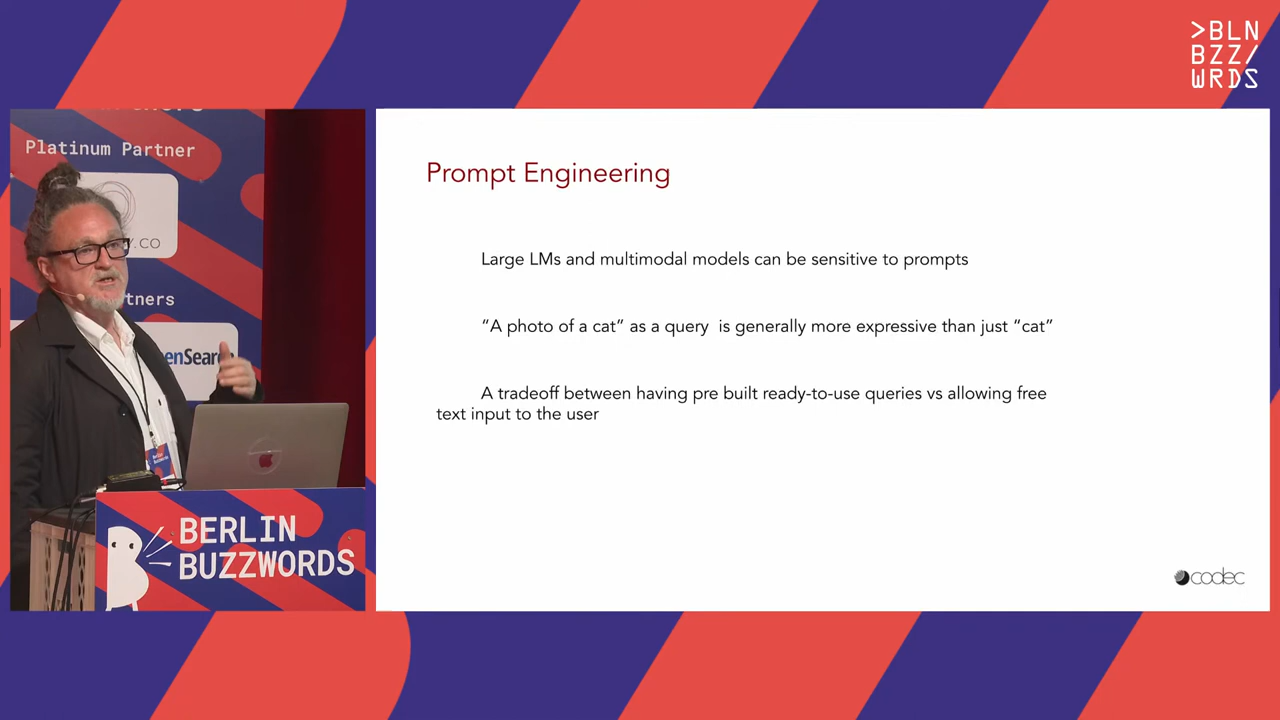 >BLN
BZZ/
WRDS
Platinum Partner
.CO
tners
enSearch
Prompt Engineering
Large LMs and multimodal models can be sensitive to prompts
“A photo of a cat” as a query is generally more expressive than just “cat”
A tradeoff between having pre built ready-to-use queries vs allowing free
text input to the user
BERLIN
BUZZWORDS
codec